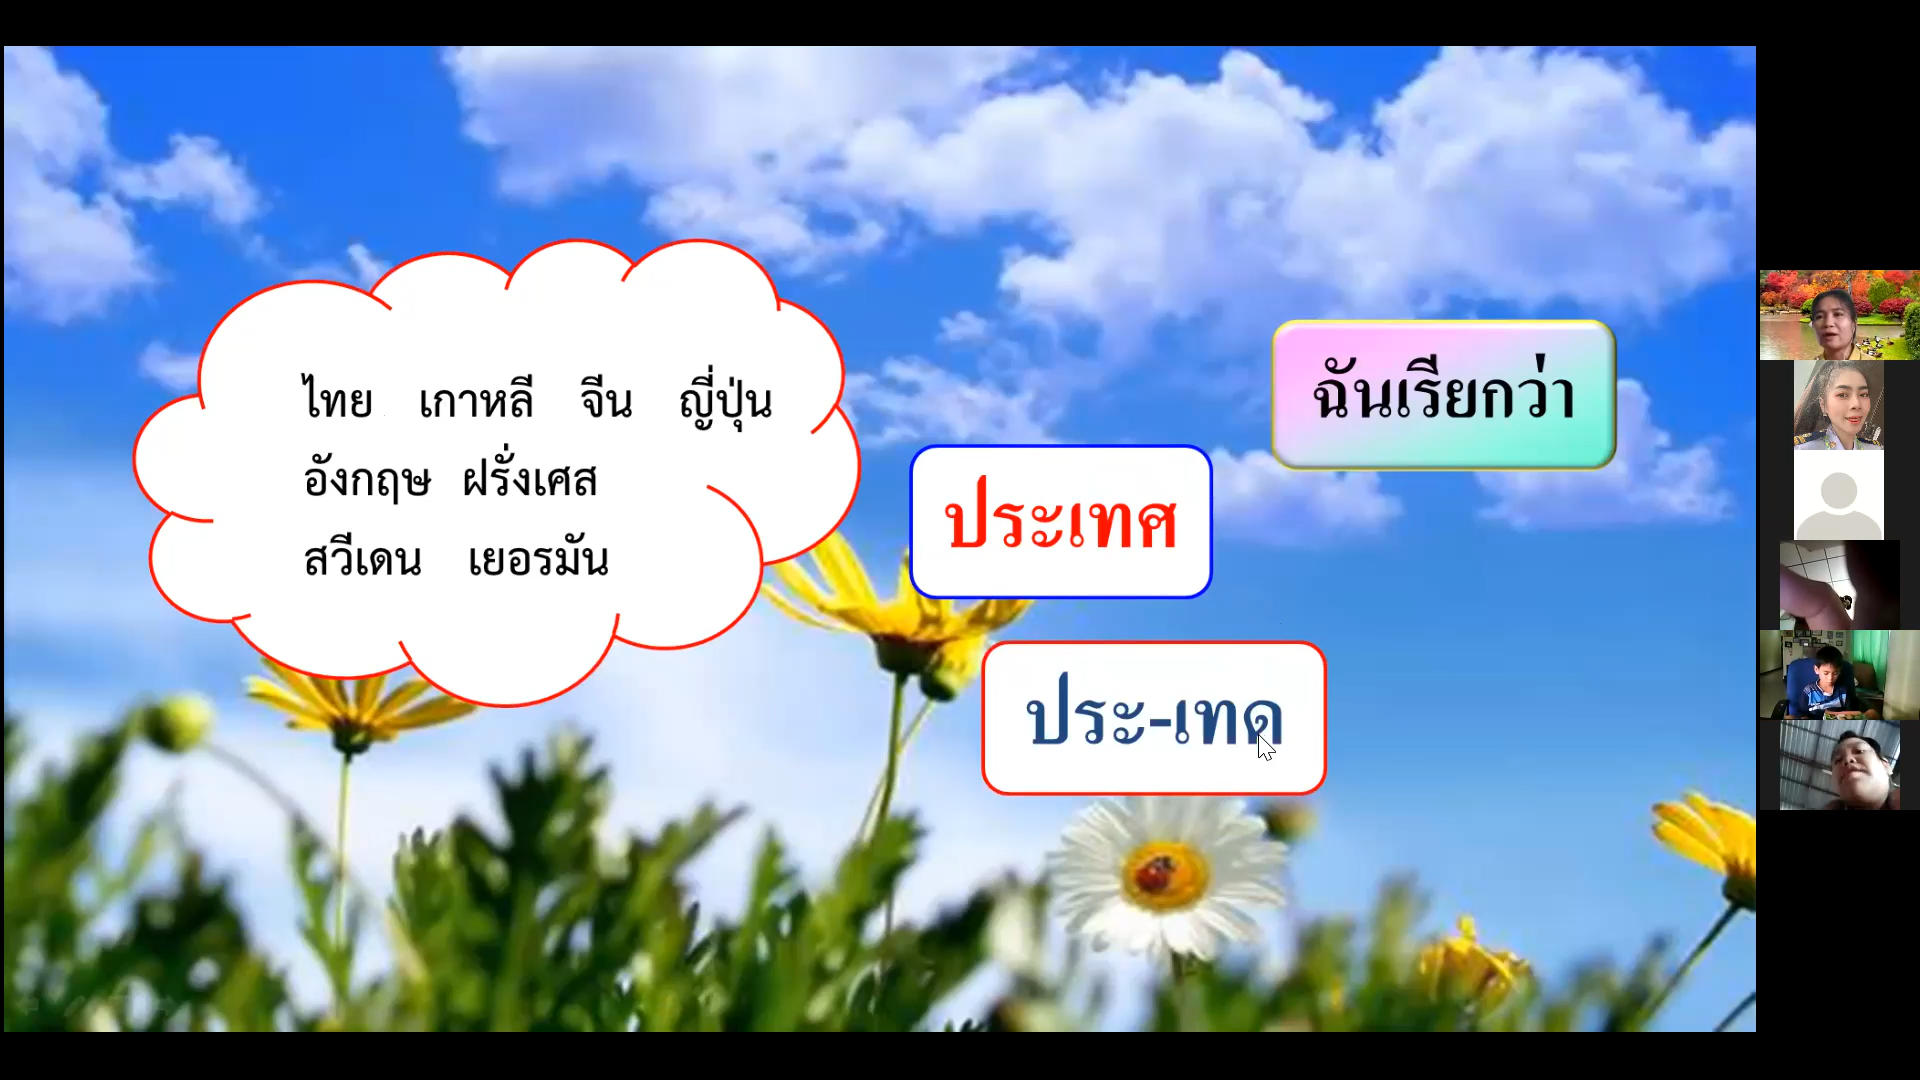 ไทย เกาหลี จีน ญี่ปุ่น
อังกฤษ ฝรั่งเศส
สวีเดน เยอรมัน
ฉันเรียกว่า
ประเทศ
ประ-เทด